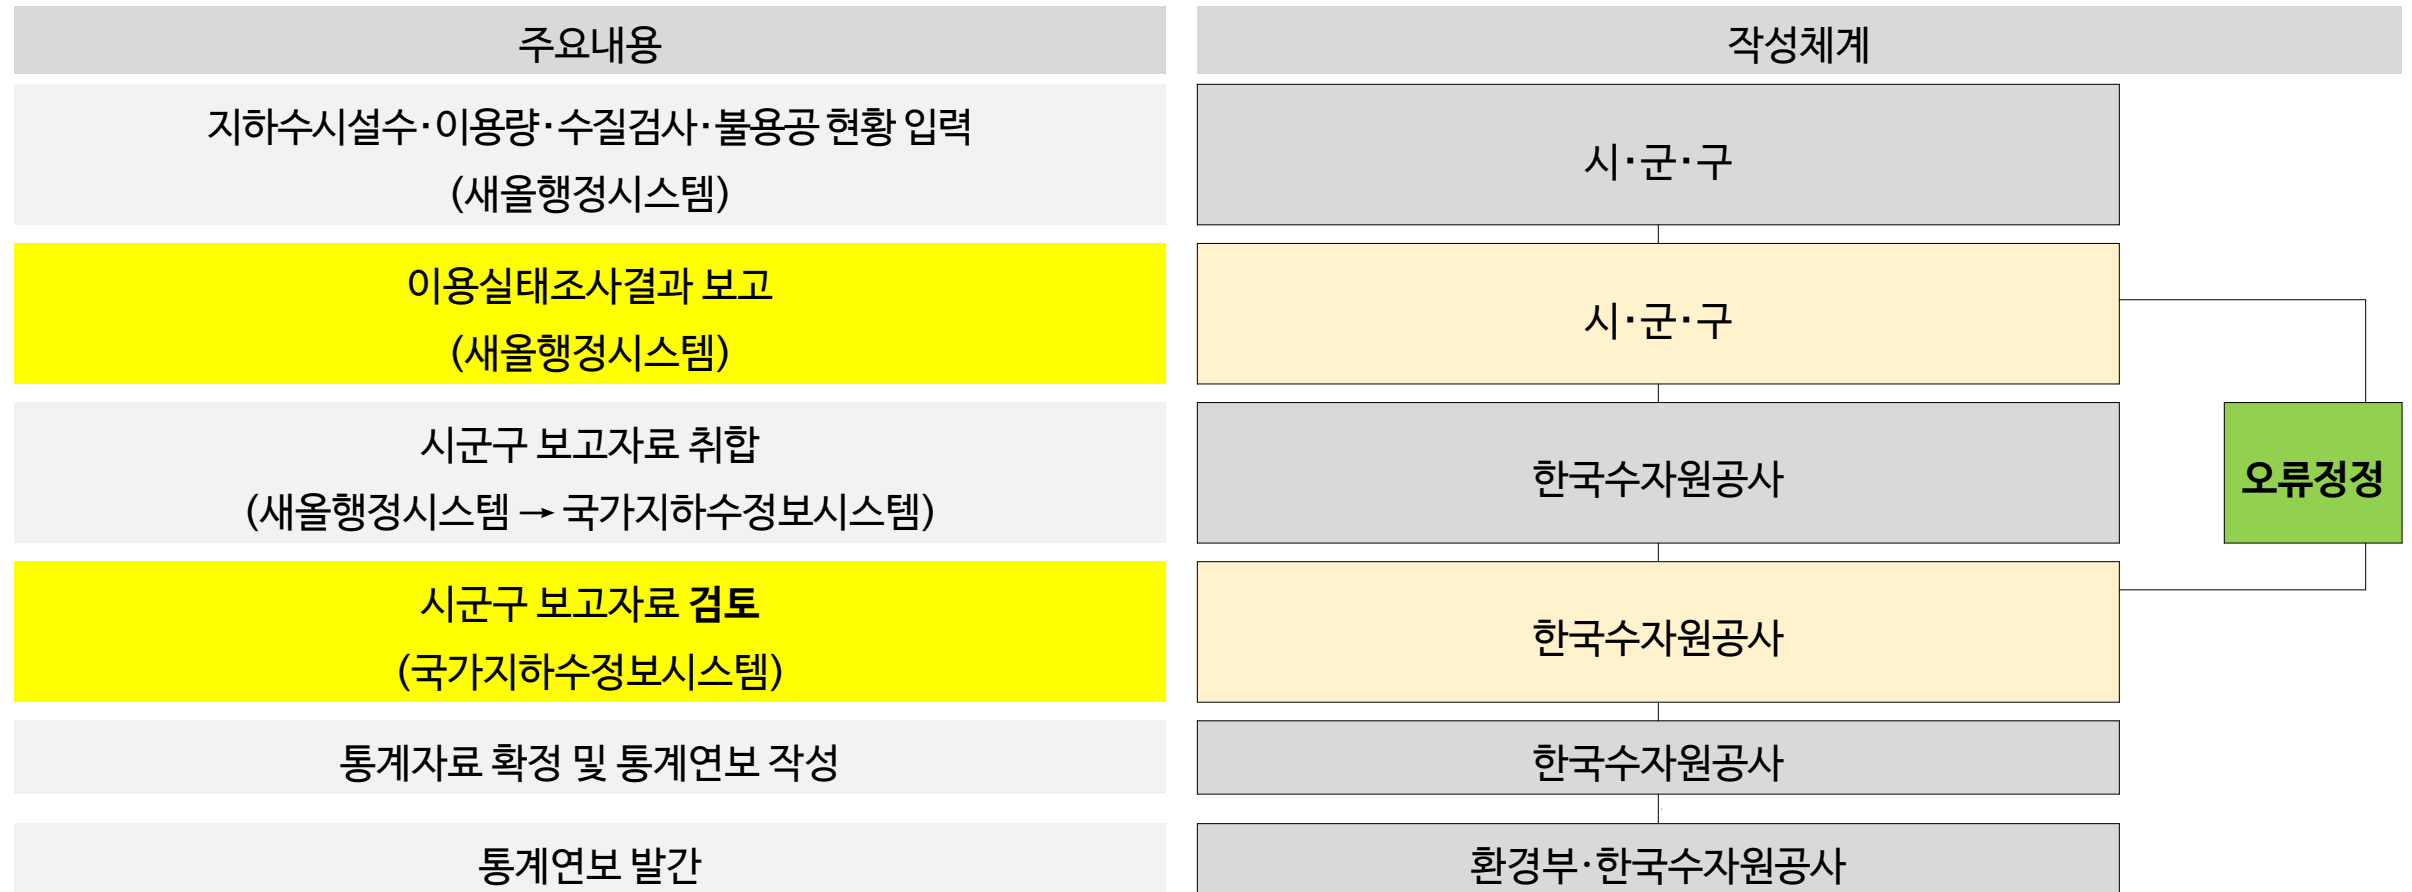 주요내용
작성체계
지하수시설수·이용량·수질검사·불용공 현황 입력
(새올행정시스템)
시·군·구
이용실태조사결과 보고
(새올행정시스템)
시·군·구
시군구 보고자료 취합
(새올행정시스템 → 국가지하수정보시스템)
한국수자원공사
오류정정
시군구 보고자료 검토
(국가지하수정보시스템)
한국수자원공사
통계자료 확정 및 통계연보 작성
한국수자원공사
통계연보 발간
환경부·한국수자원공사